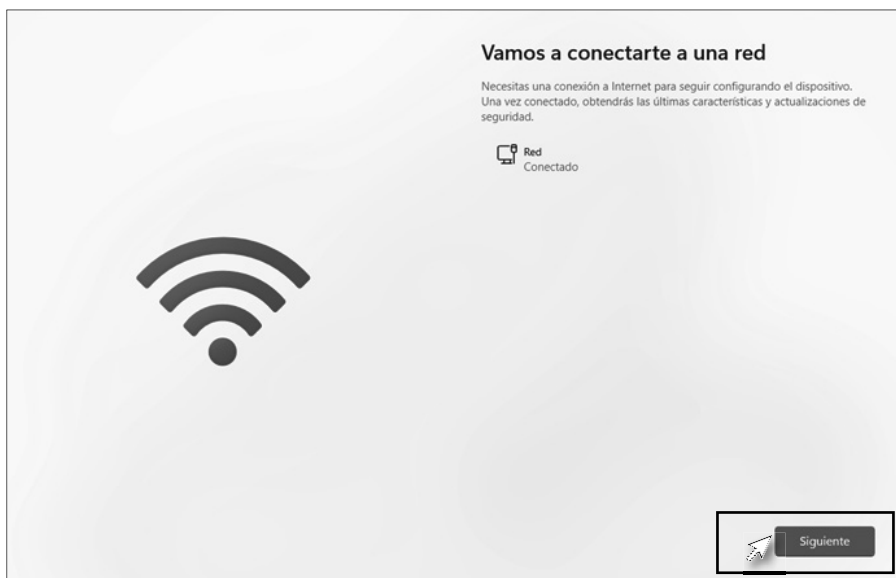 Vamos a conectarte a una red
Necesitas una conexión a Internet para seguir configurando el dispositivo.
Una vez conectado, obtendrás las últimas características y actualizaciones de
seguridad.
Red
Conectado
Siguiente